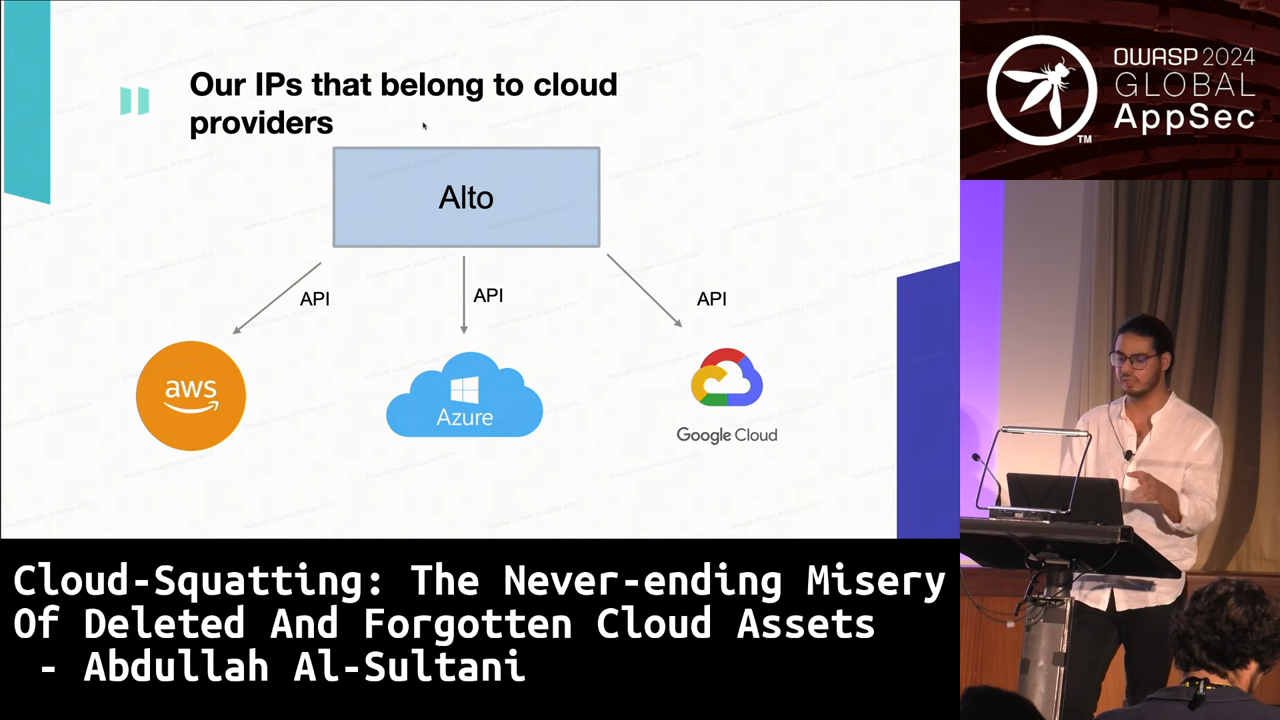 Our IPs that belong to cloud
providers
Alto
API
API
API
aws
Azure
Google Cloud
OWASP 2024
GLOBAL
AppSec
TM
Cloud-Squatting: The Never-ending Misery
Of Deleted And Forgotten Cloud Assets
- Abdullah Al-Sultani